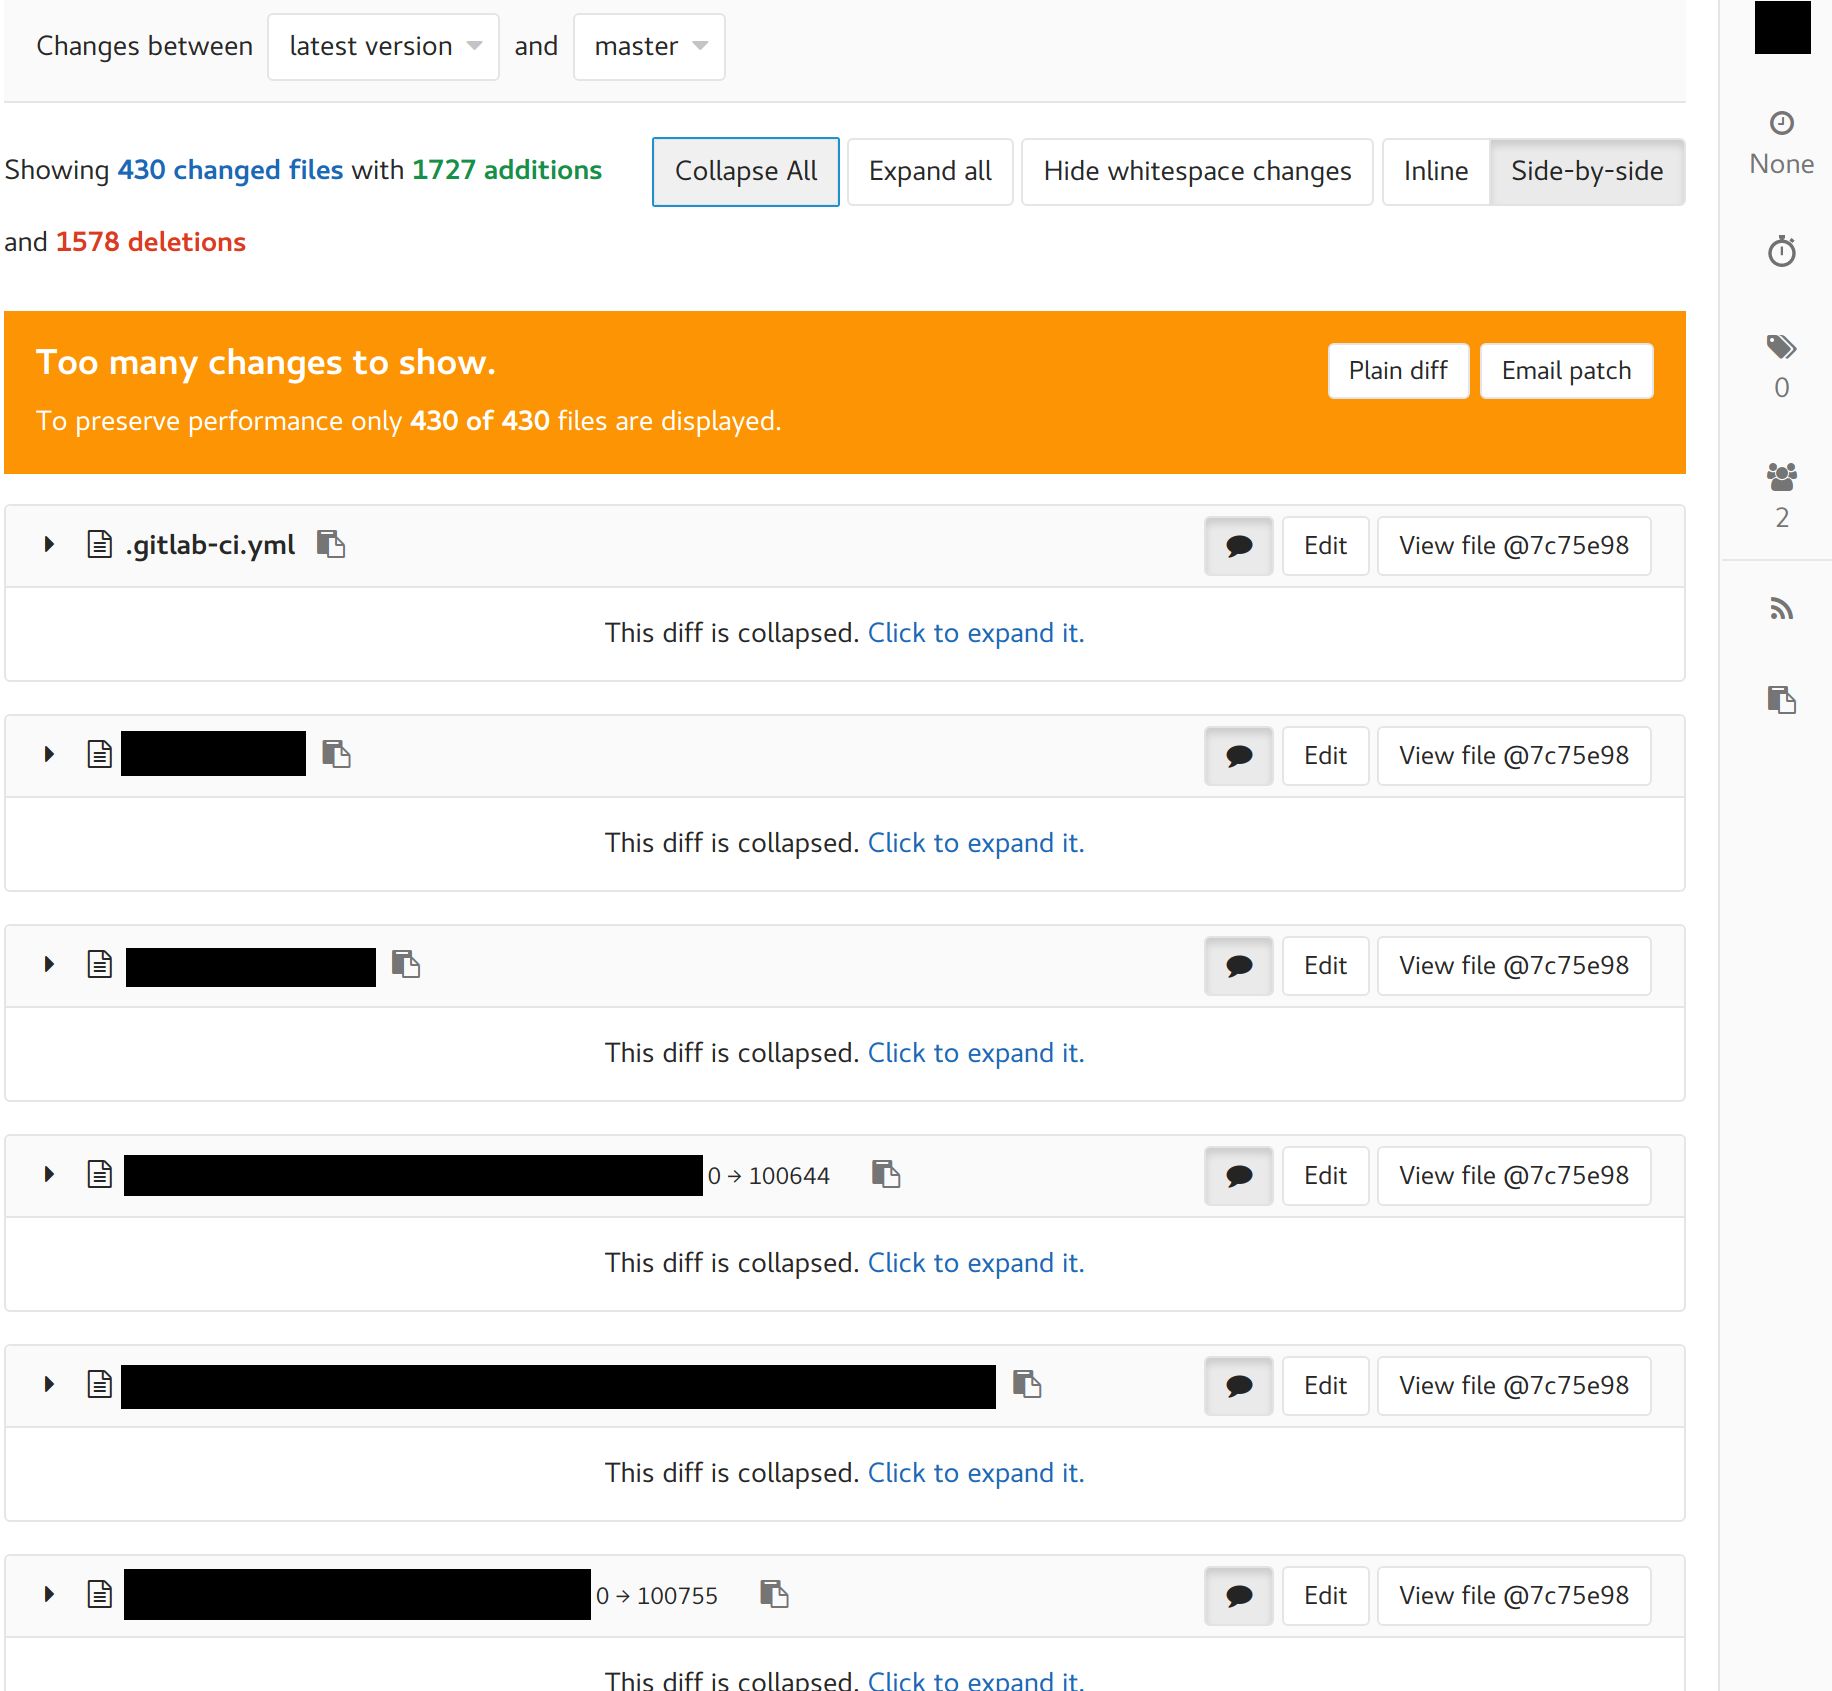 Changes between latest version and master
Showing 430 changed files with 1727 additions
and 1578 deletions
Collapse All Expand all Hide whitespace changes Inline Side-by-side
Too many changes to show.
To preserve performance only 430 of 430 files are displayed.
Plain diff Email patch
.gitlab-ci.yml Edit View file @7c75e98
This diff is collapsed. Click to expand it.
Edit View file @7c75e98
This diff is collapsed. Click to expand it.
Edit View file @7c75e98
This diff is collapsed. Click to expand it.
0 → 100644 Edit View file @7c75e98
This diff is collapsed. Click to expand it.
Edit View file @7c75e98
This diff is collapsed. Click to expand it.
0 → 100755 Edit View file @7c75e98
This diff is collapsed. Click to expand it.
None
0
2